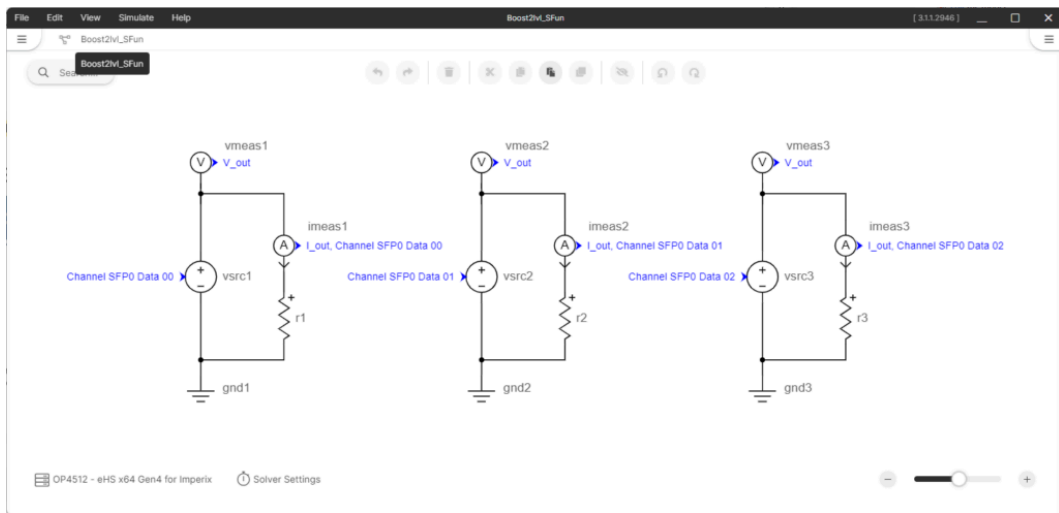 File Edit View Simulate Help Boost2lvl_SFun [ 3.1.1.2946 ]
Boost2lvl_SFun
Boost2lvl_SFun
vmeas1 vmeas2 vmeas3
V V_out V V_out V V_out
imeas1 imeas2 imeas3
A I_out, Channel SFP0 Data 00 A I_out, Channel SFP0 Data 01 A I_out, Channel SFP0 Data 02
Channel SFP0 Data 00 vsrc1 Channel SFP0 Data 01 vsrc2 Channel SFP0 Data 02 vsrc3
r1 r2 r3
gnd1 gnd2 gnd3
OP4512 - eHS x64 Gen4 for Imperix Solver Settings